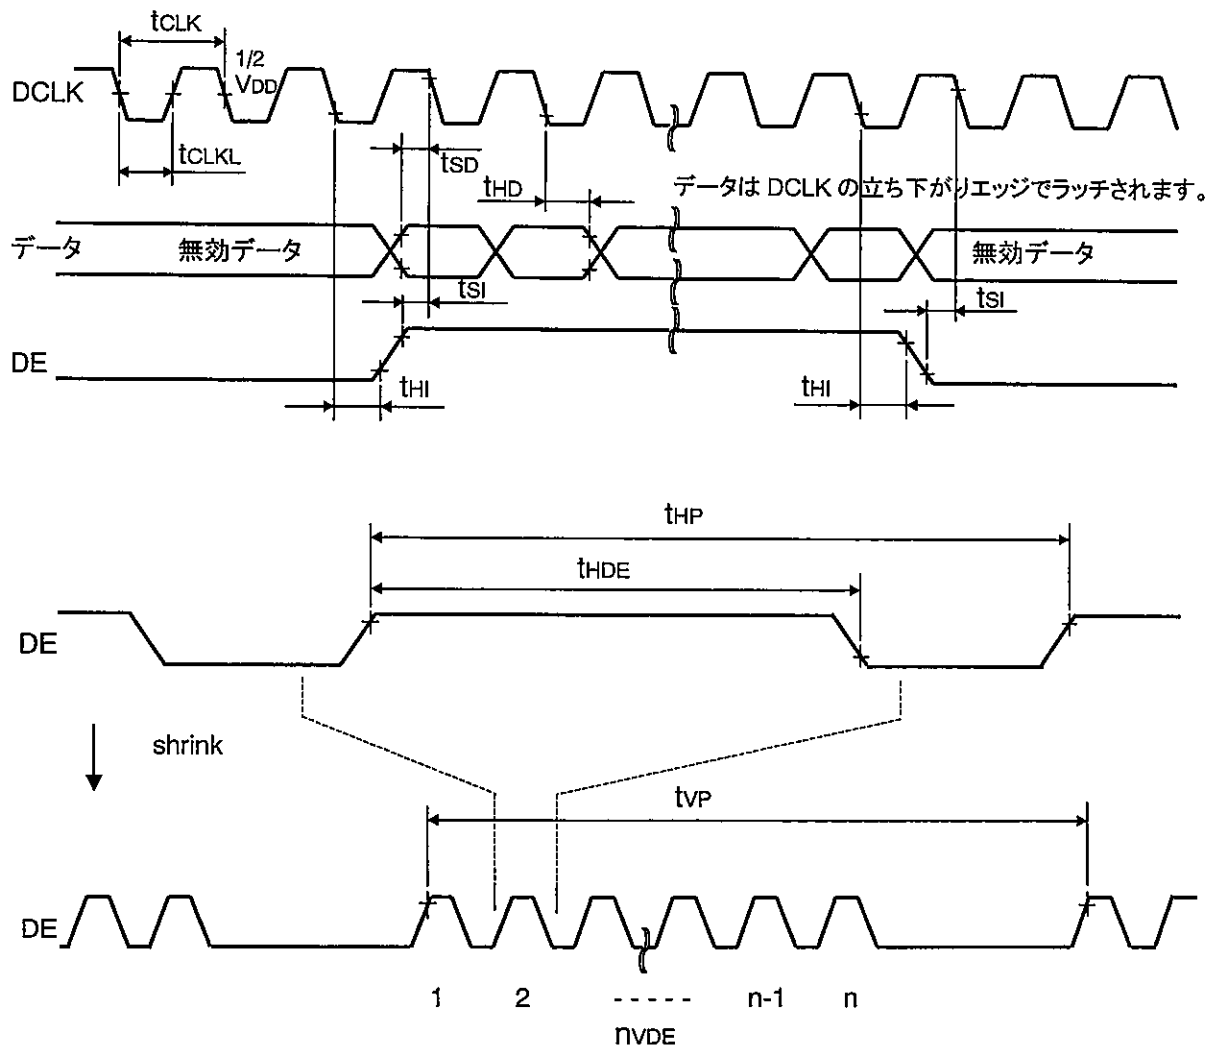 tCLK
1/2
VDD
DCLK
tCLKL
tSD
tHD
データは DCLK の立ち下がりエッジでラッチされます。
データ
無効データ
無効データ
tSI
tSI
DE
tHI
tHI
tHP
tHDE
DE
shrink
tVP
DE
1 2 ----- n-1 n
nVDE